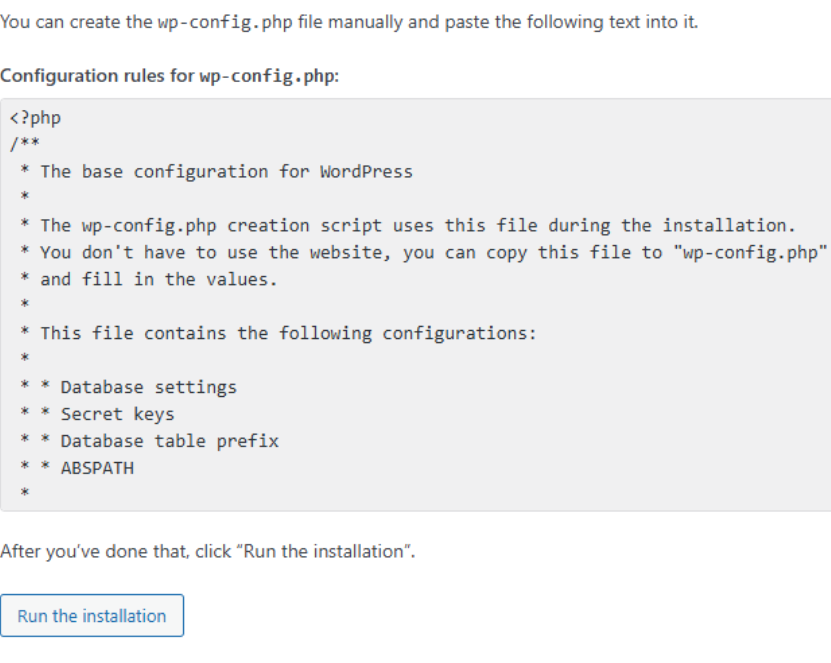 You can create the wp-config.php file manually and paste the following text into it.
Configuration rules for wp-config.php:
<?php
/**
 * The base configuration for WordPress
 *
 * The wp-config.php creation script uses this file during the installation.
 * You don't have to use the website, you can copy this file to "wp-config.php"
 * and fill in the values.
 *
 * This file contains the following configurations:
 *
 * * Database settings
 * * Secret keys
 * * Database table prefix
 * * ABSPATH
 *
After you’ve done that, click “Run the installation”.
Run the installation